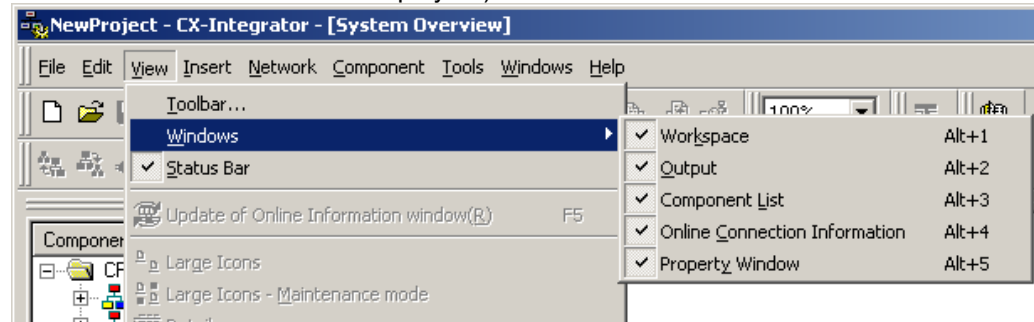 NewProject - CX-Integrator - [System Overview]
File Edit View Insert Network Component Tools Windows Help
Toolbar...
100%
Windows
Workspace Alt+1
Status Bar
Output Alt+2
Component List Alt+3
Update of Online Information window(R) F5
Online Connection Information Alt+4
Large Icons
Property Window Alt+5
Large Icons - Maintenance mode